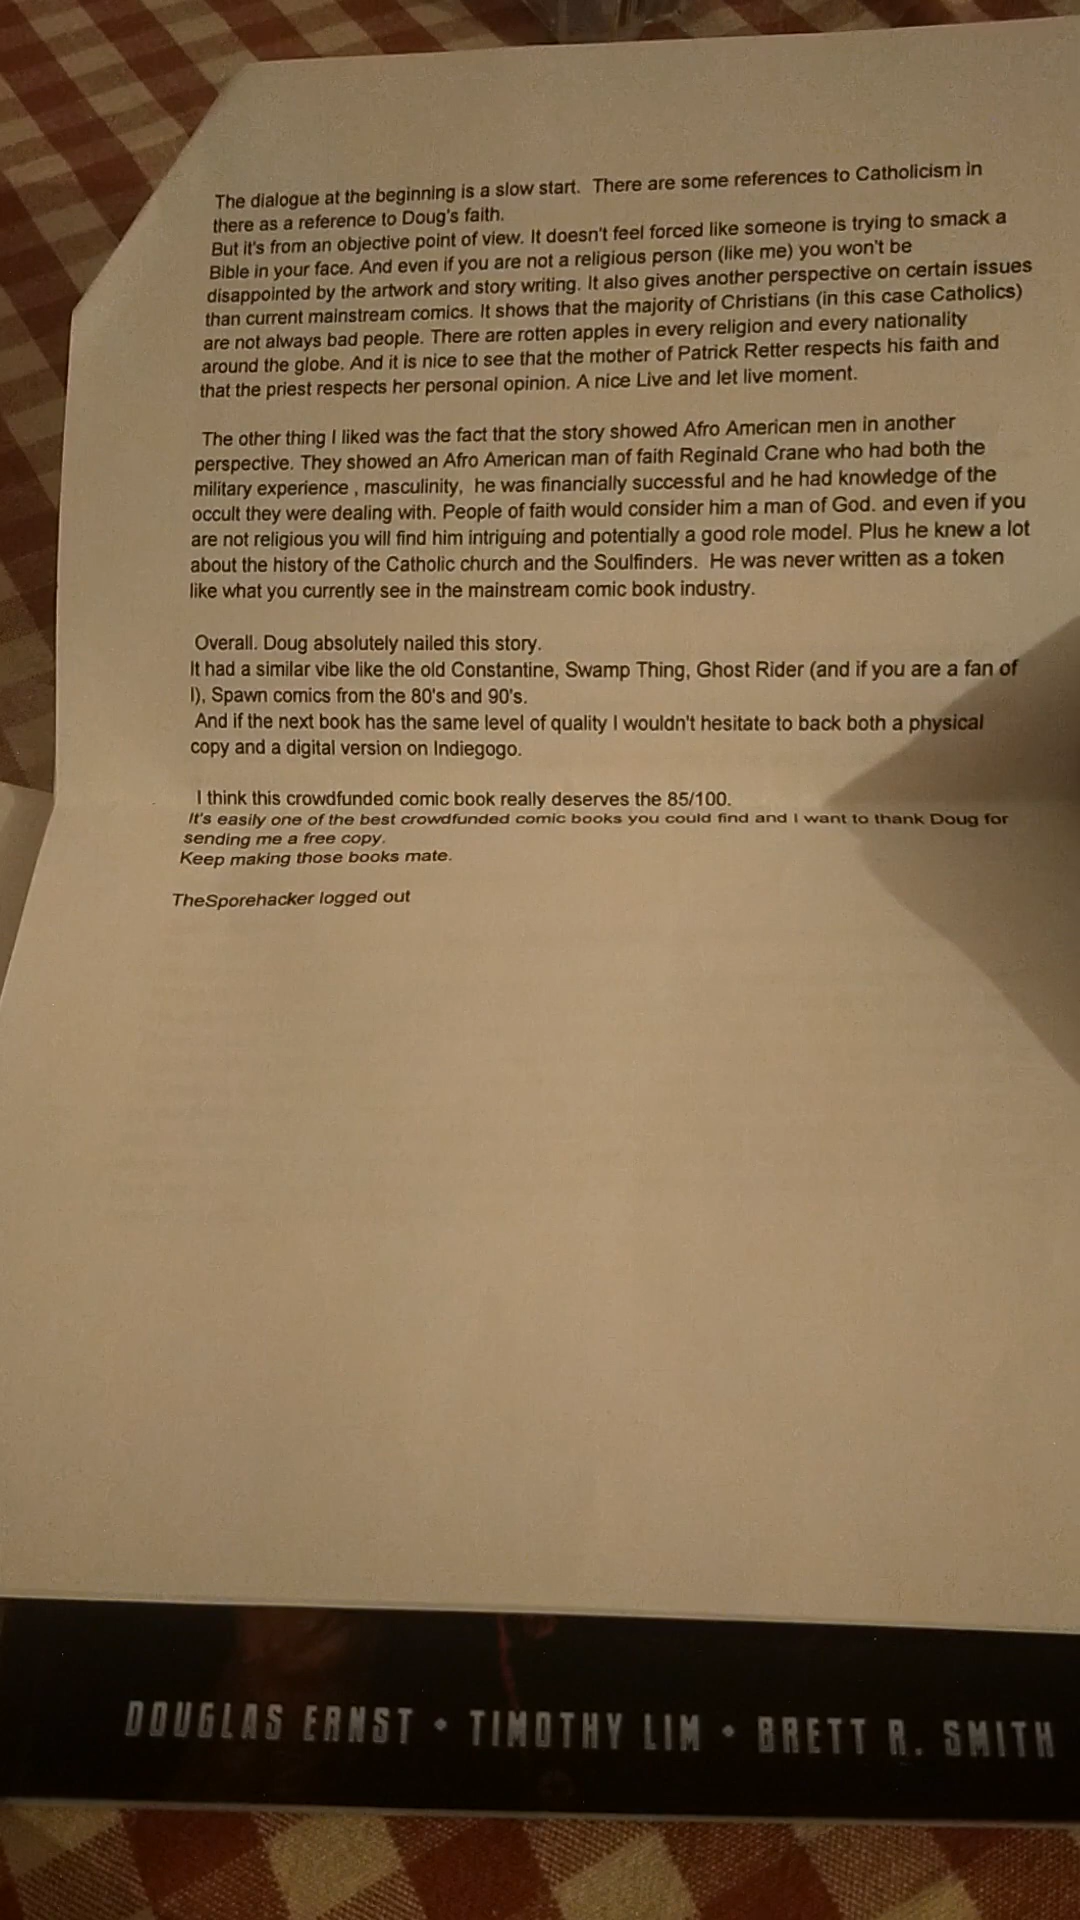 The dialogue at the beginning is a slow start.  There are some references to Catholicism in
there as a reference to Doug's faith.
But it's from an objective point of view. It doesn't feel forced like someone is trying to smack a
Bible in your face. And even if you are not a religious person (like me) you won't be
disappointed by the artwork and story writing. It also gives another perspective on certain issues
than current mainstream comics. It shows that the majority of Christians (in this case Catholics)
are not always bad people. There are rotten apples in every religion and every nationality
around the globe. And it is nice to see that the mother of Patrick Retter respects his faith and
that the priest respects her personal opinion. A nice Live and let live moment.
The other thing I liked was the fact that the story showed Afro American men in another
perspective. They showed an Afro American man of faith Reginald Crane who had both the
military experience , masculinity,  he was financially successful and he had knowledge of the
occult they were dealing with. People of faith would consider him a man of God. and even if you
are not religious you will find him intriguing and potentially a good role model. Plus he knew a lot
about the history of the Catholic church and the Soulfinders.  He was never written as a token
like what you currently see in the mainstream comic book industry.
Overall. Doug absolutely nailed this story.
It had a similar vibe like the old Constantine, Swamp Thing, Ghost Rider (and if you are a fan of
I), Spawn comics from the 80's and 90's.
And if the next book has the same level of quality I wouldn't hesitate to back both a physical
copy and a digital version on Indiegogo.
I think this crowdfunded comic book really deserves the 85/100.
It's easily one of the best crowdfunded comic books you could find and I want to thank Doug for
sending me a free copy.
Keep making those books mate.
TheSporehacker logged out
DOUGLAS ERNST • TIMOTHY LIM • BRETT R. SMITH